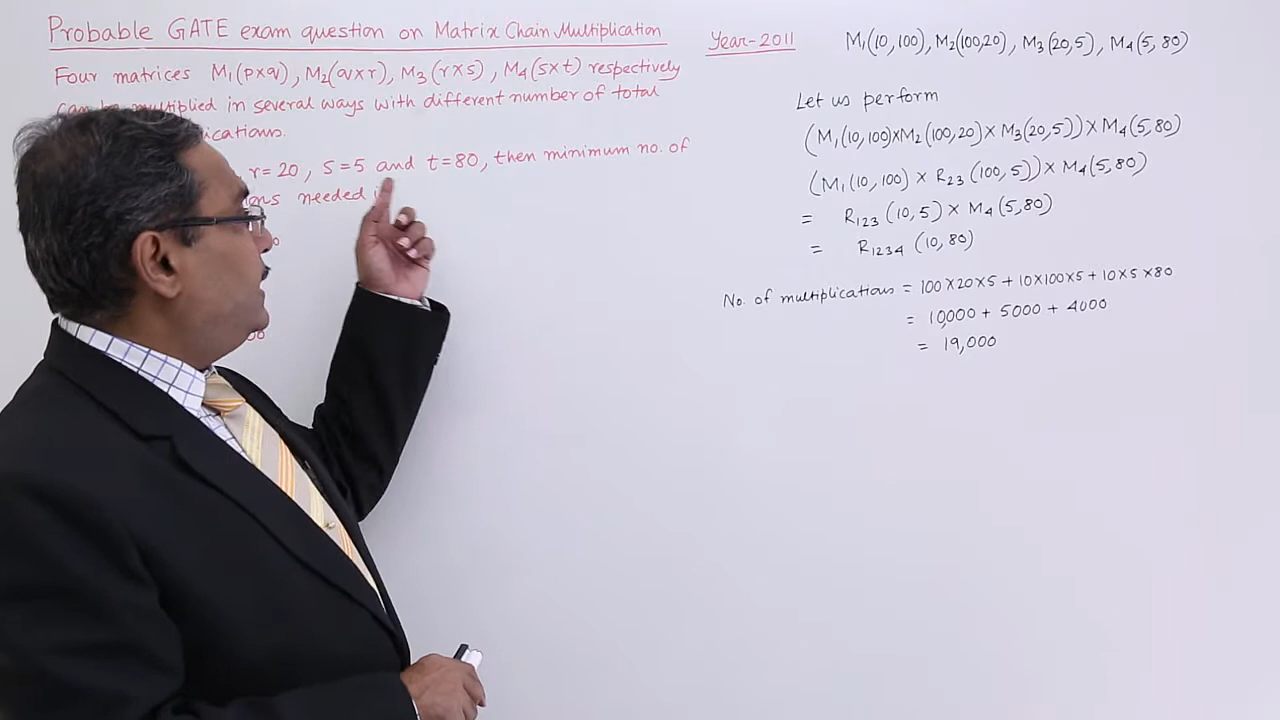 Probable GATE exam question on Matrix Chain Multiplication
Four matrices M1(p×q), M2(q×r), M3(r×s), M4(s×t) respectively
multiplied in several ways with different number of total
r=20, s=5 and t=80, then minimum no. of
needed
Year-2011
M1(10,100), M2(100,20), M3(20,5), M4(5,80)
Let us perform
(M1(10,100)×M2(100,20)×M3(20,5))×M4(5,80)
(M1(10,100) × R23(100,5))×M4(5,80)
= R123(10,5)×M4(5,80)
= R1234 (10,80)
No. of multiplications = 100×20×5 + 10×100×5 + 10×5×80
= 10,000 + 5000 + 4000
= 19,000